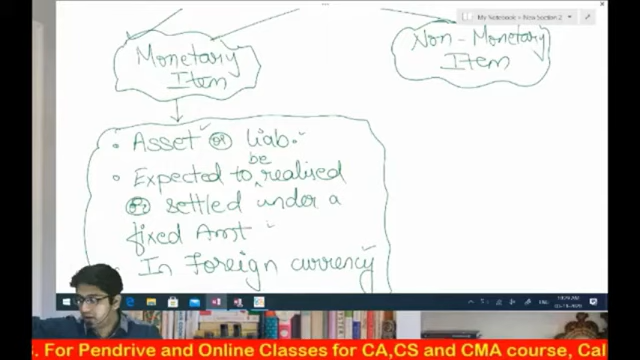 My Notebook > New Section 2
Monetary
Item
Non-Monetary
Item
• Asset or liab.
be
• Expected to realised
or settled under a
fixed Amt
In Foreign currency
ENG
S. For Pendrive and Online Classes for CA,CS and CMA course, Cal